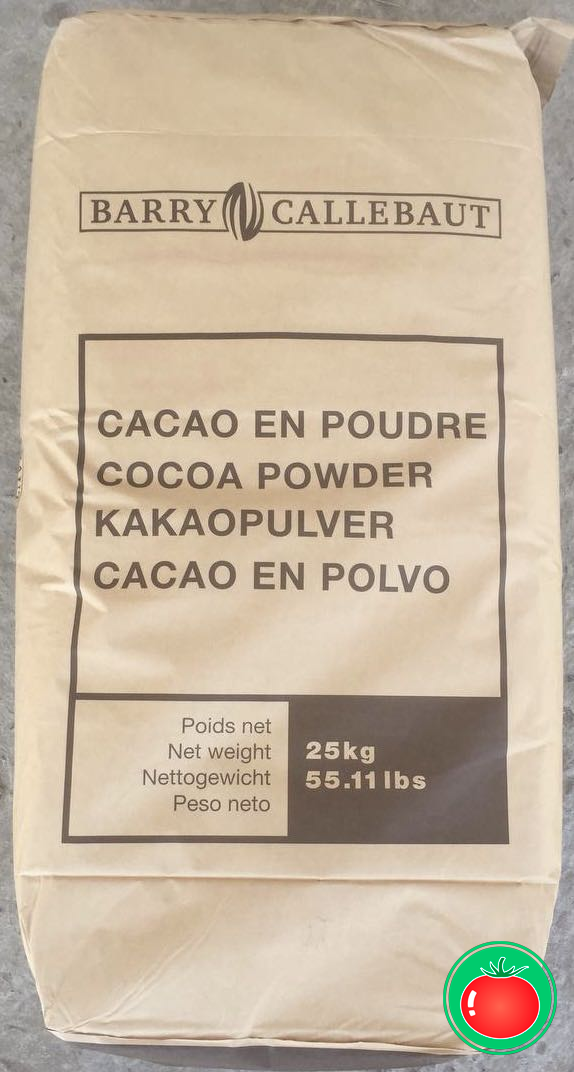 BARRY CALLEBAUT
CACAO EN POUDRE
COCOA POWDER
KAKAOPULVER
CACAO EN POLVO
Poids net
Net weight 25kg
Nettogewicht 55.11 lbs
Peso neto